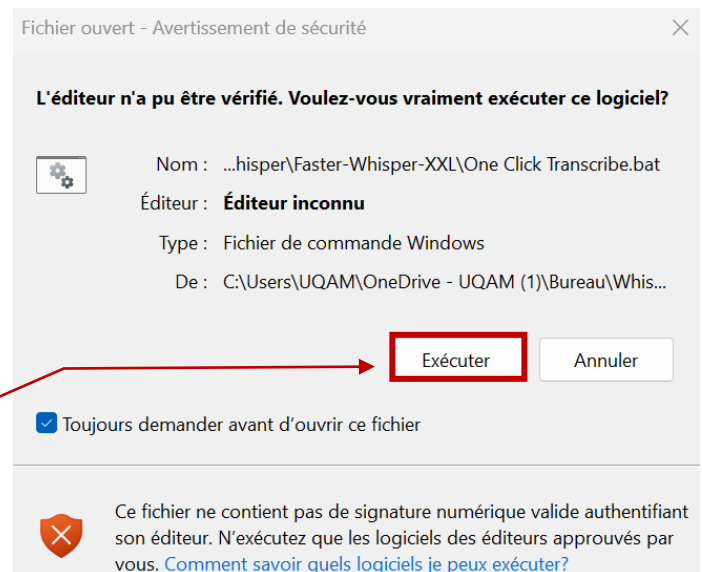 Fichier ouvert - Avertissement de sécurité
L'éditeur n'a pu être vérifié. Voulez-vous vraiment exécuter ce logiciel?
Nom : ...hisper\Faster-Whisper-XXL\One Click Transcribe.bat
Éditeur : Éditeur inconnu
Type : Fichier de commande Windows
De : C:\Users\UQAM\OneDrive - UQAM (1)\Bureau\Whis...
Exécuter Annuler
Toujours demander avant d'ouvrir ce fichier
Ce fichier ne contient pas de signature numérique valide authentifiant
son éditeur. N'exécutez que les logiciels des éditeurs approuvés par
vous. Comment savoir quels logiciels je peux exécuter?